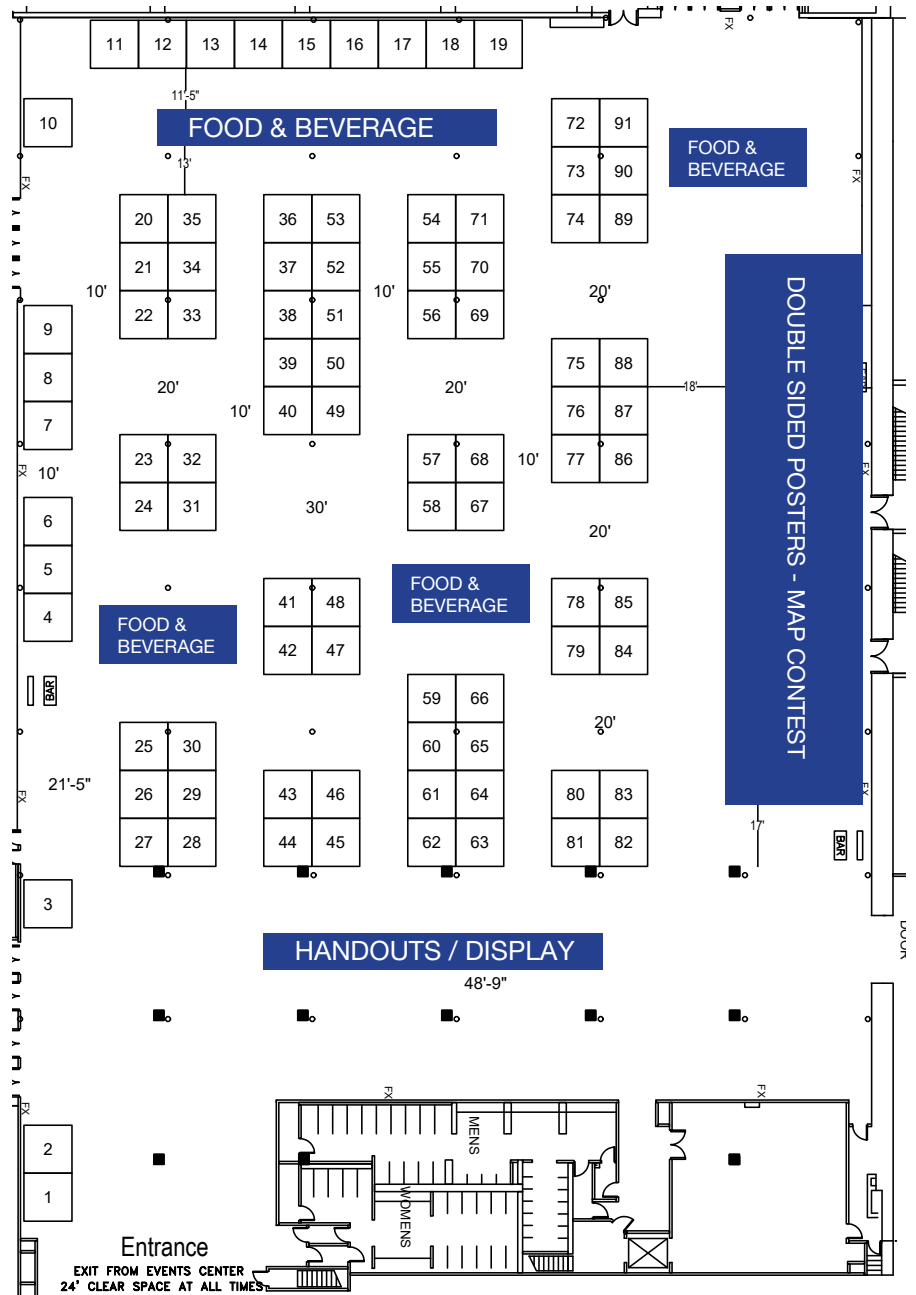 11 12 13 14 15 16 17 18 19
FX
11'-5"
10
FOOD & BEVERAGE
72 91
FOOD &
BEVERAGE
13'
73 90
FX
FX
20 35 36 53 54 71 74 89
21 34 37 52 55 70
10' 10' 20'
22 33 38 51 56 69
9
DOUBLE SIDED POSTERS - MAP CONTEST
8 39 50 75 88
20' 20' 18'
7 10' 40 49 76 87
23 32 57 68 10' 77 86
FX 10' FX
24 31 30' 58 67
6
20'
5
FOOD &
BEVERAGE
4 41 48 78 85
FOOD &
BEVERAGE
42 47 79 84
BAR
59 66
20'
25 30 60 65
21'-5"
FX 26 29 43 46 61 64 80 83 FX
17'
27 28 44 45 62 63 81 82 BAR
3
DOOR
HANDOUTS / DISPLAY
48'-9"
FX FX
FX
2
MENS
1
WOMENS
Entrance
EXIT FROM EVENTS CENTER
24' CLEAR SPACE AT ALL TIMES